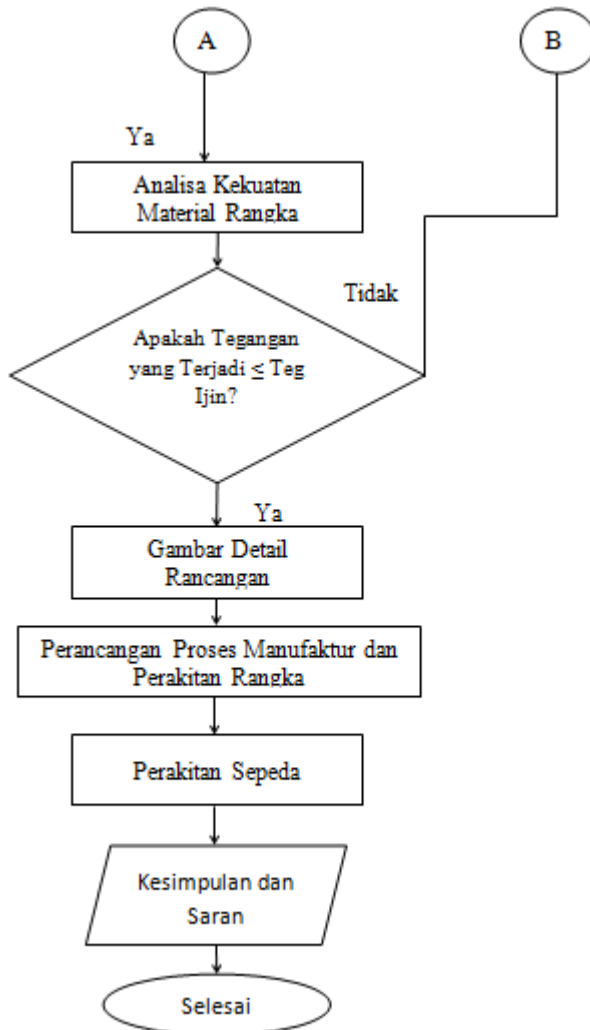 A
B
Ya
Analisa Kekuatan
Material Rangka
Tidak
Apakah Tegangan
yang Terjadi ≤ Teg
Ijin?
Ya
Gambar Detail
Rancangan
Perancangan Proses Manufaktur dan
Perakitan Rangka
Perakitan Sepeda
Kesimpulan dan
Saran
Selesai